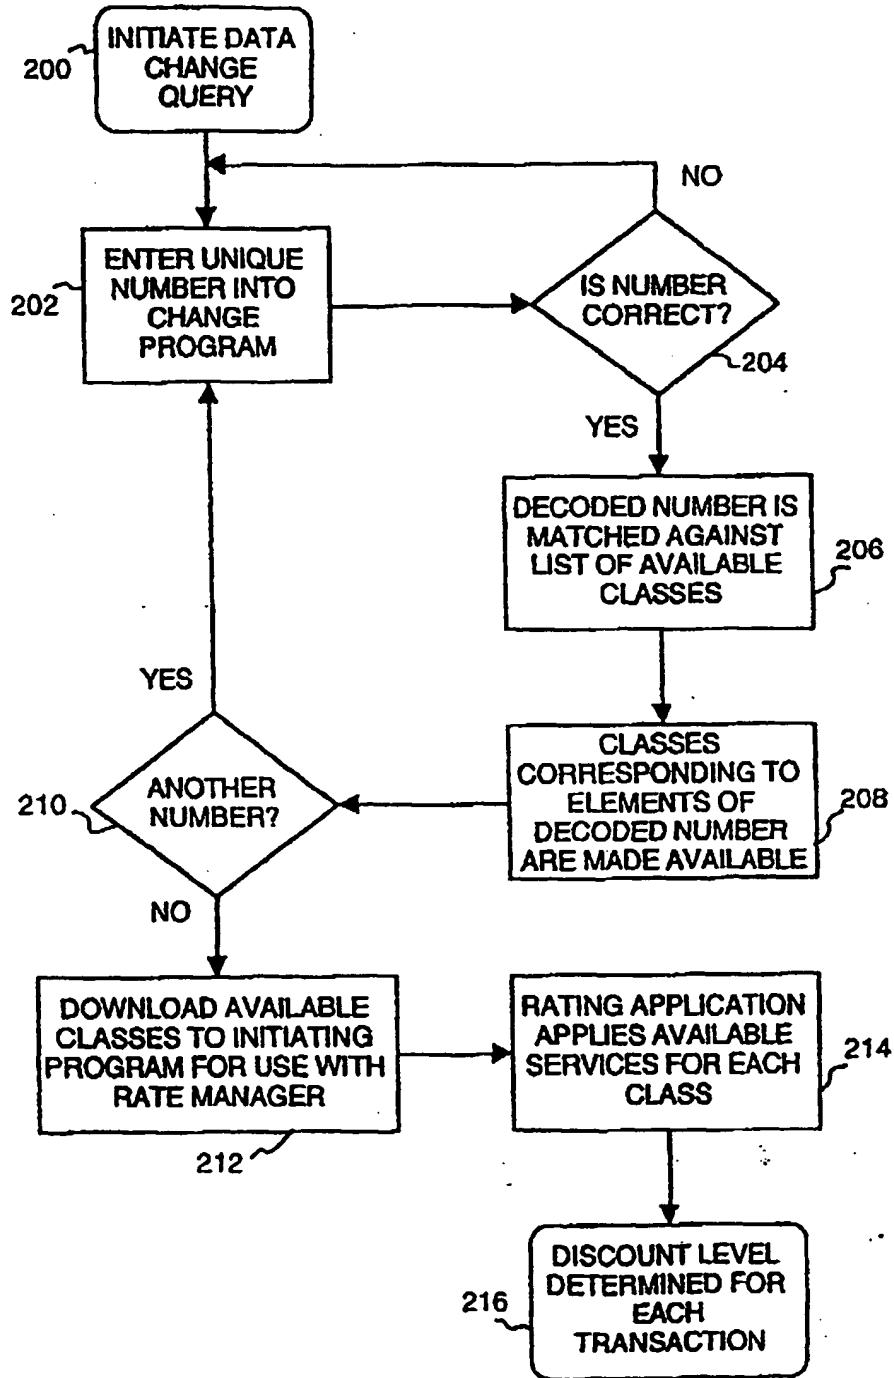 INITIATE DATA
CHANGE
QUERY
200
NO
ENTER UNIQUE
NUMBER INTO
CHANGE
PROGRAM
202
IS NUMBER
CORRECT?
204
YES
DECODED NUMBER IS
MATCHED AGAINST
LIST OF AVAILABLE
CLASSES
206
CLASSES
CORRESPONDING TO
ELEMENTS OF
DECODED NUMBER
ARE MADE AVAILABLE
208
YES
ANOTHER
NUMBER?
210
NO
DOWNLOAD AVAILABLE
CLASSES TO INITIATING
PROGRAM FOR USE WITH
RATE MANAGER
212
RATING APPLICATION
APPLIES AVAILABLE
SERVICES FOR EACH
CLASS
214
DISCOUNT LEVEL
DETERMINED FOR
EACH
TRANSACTION
216